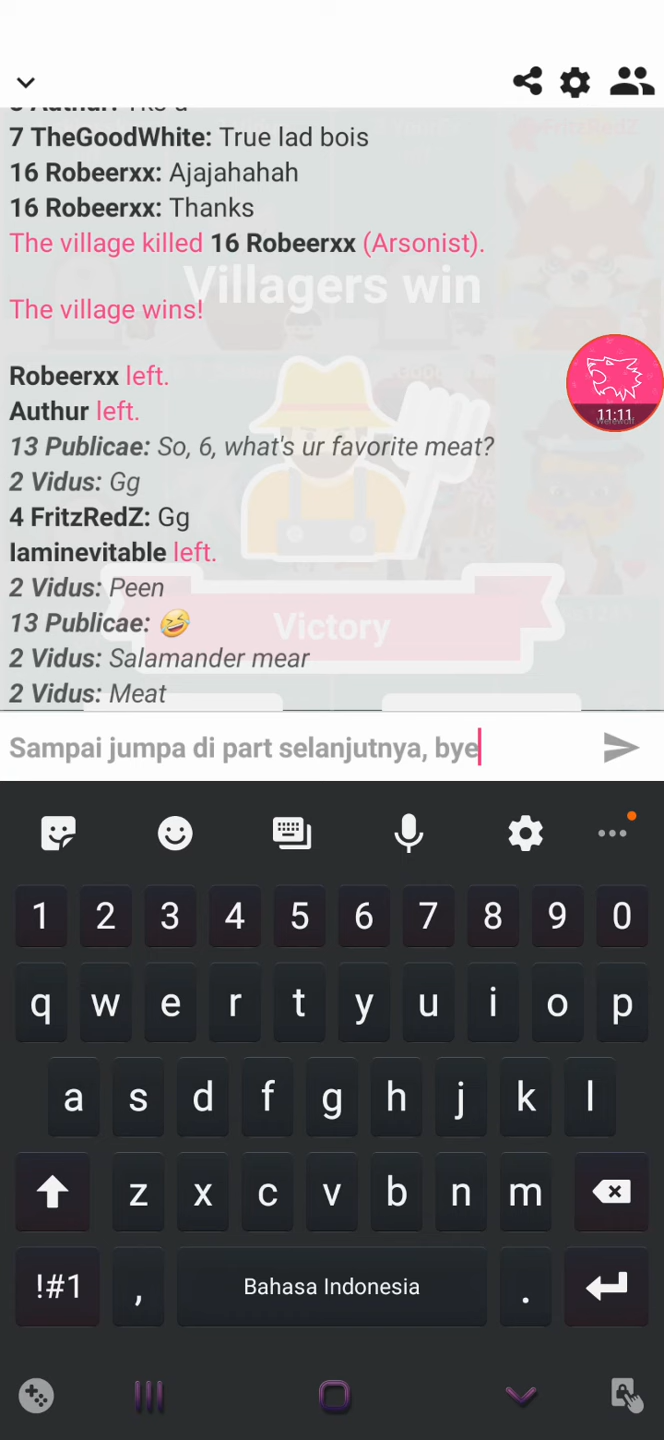 7 TheGoodWhite: True lad bois
16 Robeerxx: Ajajahahah
16 Robeerxx: Thanks
The village killed 16 Robeerxx (Arsonist).
Villagers win
The village wins!
Robeerxx left.
Authur left.
11:11
13 Publicae: So, 6, what's ur favorite meat?
2 Vidus: Gg
4 FritzRedZ: Gg
Iaminevitable left.
2 Vidus: Peen
13 Publicae: 🤣
Victory
2 Vidus: Salamander mear
2 Vidus: Meat
Sampai jumpa di part selanjutnya, bye
1 2 3 4 5 6 7 8 9 0
q w e r t y u i o p
a s d f g h j k l
z x c v b n m
!#1 , Bahasa Indonesia .